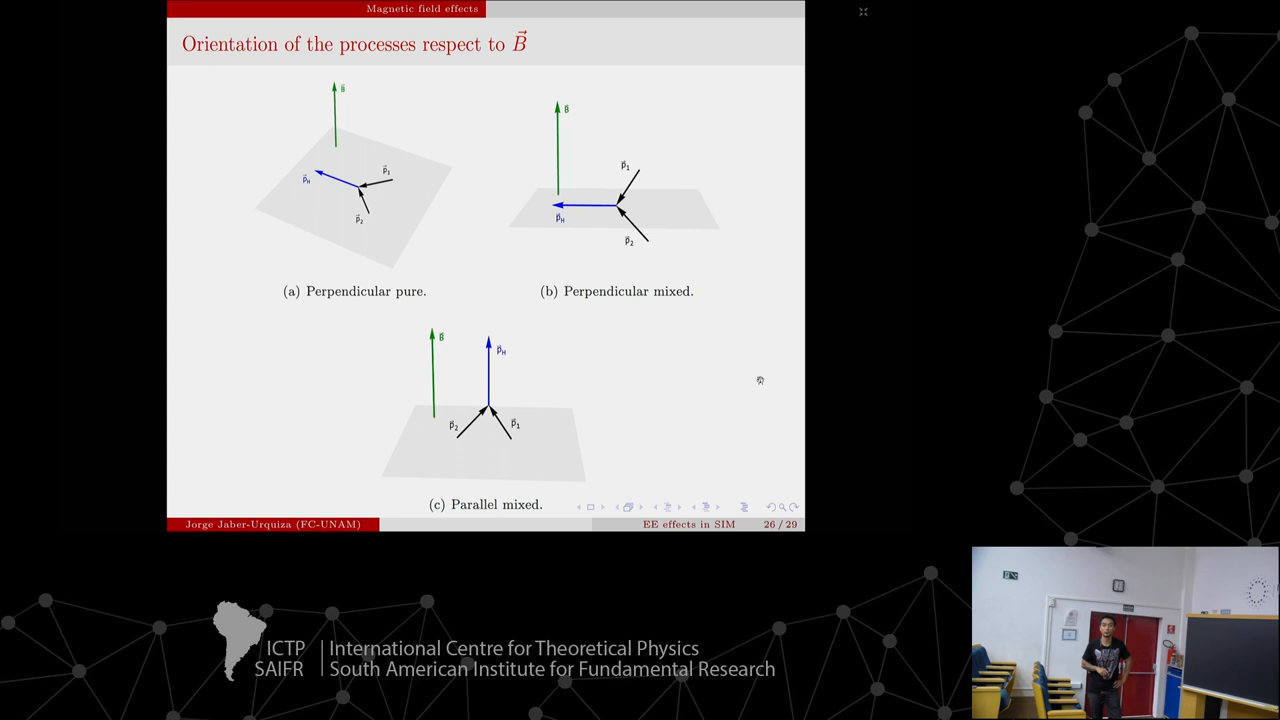 Magnetic field effects
Orientation of the processes respect to B⃗
B⃗
p⃗₁
p⃗H
p⃗₂
(a) Perpendicular pure.
B⃗
p⃗₁
p⃗H
p⃗₂
(b) Perpendicular mixed.
B⃗
p⃗H
p⃗₂
p⃗₁
(c) Parallel mixed.
Jorge Jaber-Urquiza (FC-UNAM)
EE effects in SIM
26 / 29
ICTP
SAIFR
International Centre for Theoretical Physics
South American Institute for Fundamental Research